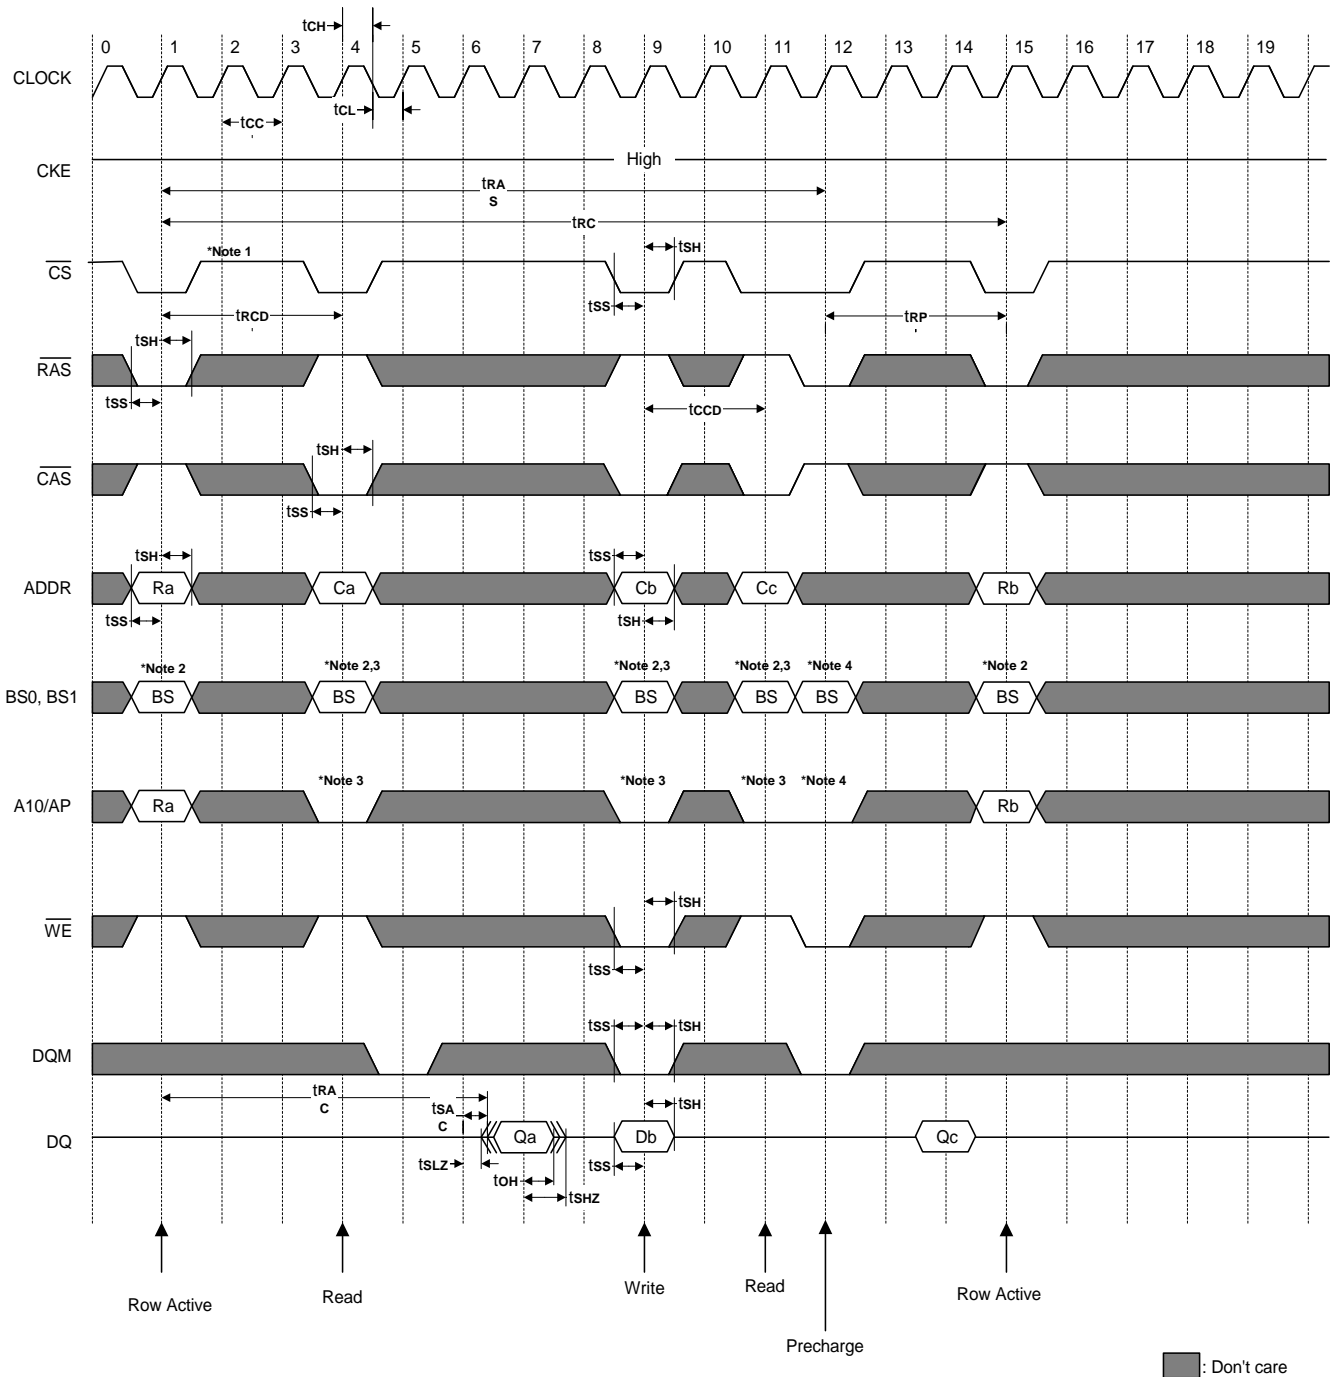 tCH
0 1 2 3 4 5 6 7 8 9 10 11 12 13 14 15 16 17 18 19
CLOCK
tCL
tCC
High
CKE
tRA
S
tRC
*Note 1
tSH
CS
tSS
tRCD
tRP
tSH
RAS
tSS
tCCD
tSH
CAS
tSS
tSH
tSS
ADDR
Ra Ca Cb Cc Rb
tSS
tSH
*Note 2 *Note 2,3 *Note 2,3 *Note 2,3 *Note 4 *Note 2
BS0, BS1
BS BS BS BS BS BS
*Note 3 *Note 3 *Note 3 *Note 4
A10/AP
Ra Rb
tSH
WE
tSS
tSS tSH
DQM
tRA
C
tSA
C
tSH
DQ
Qa Db Qc
tSLZ
tSS
tOH
tSHZ
Row Active Read Write Read Row Active
Precharge
: Don't care